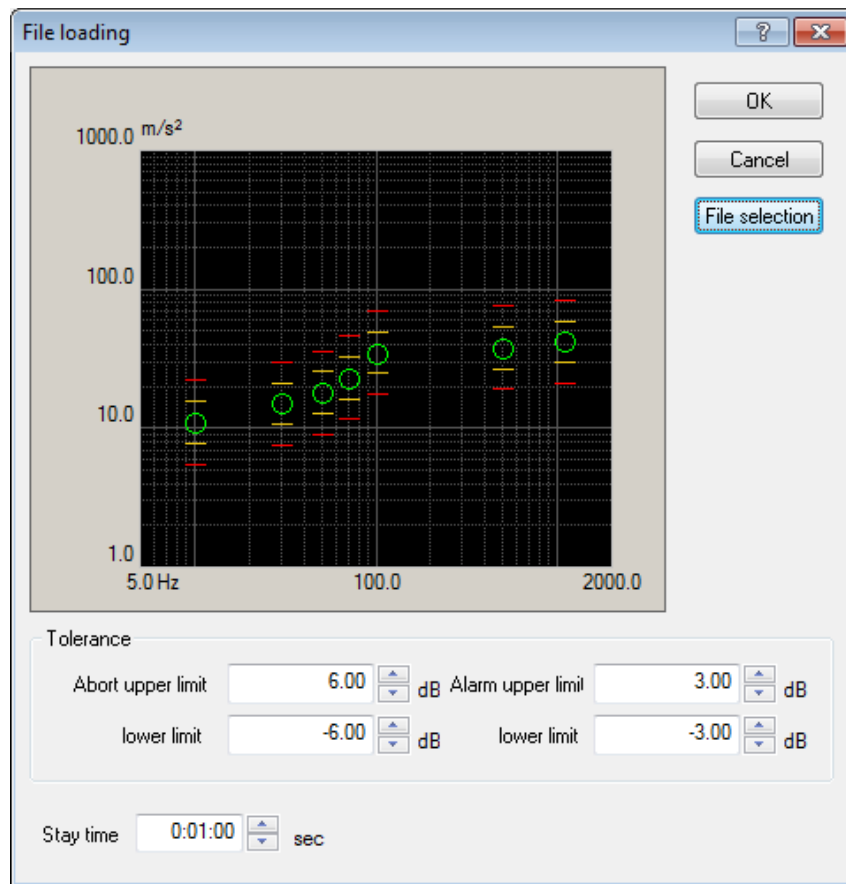 File loading
OK
Cancel
File selection
1000.0 m/s²
100.0
10.0
1.0
5.0 Hz 100.0 2000.0
Tolerance
Abort upper limit 6.00 dB Alarm upper limit 3.00 dB
lower limit -6.00 dB lower limit -3.00 dB
Stay time 0:01:00 sec